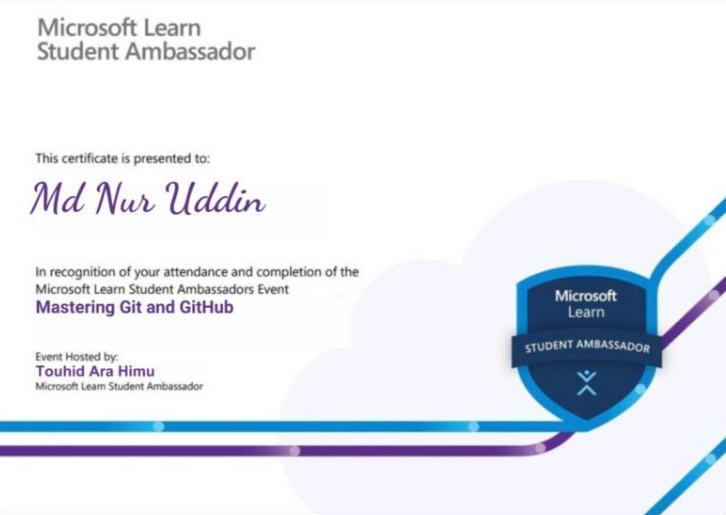 Microsoft Learn
Student Ambassador
This certificate is presented to:
Md Nur Uddin
In recognition of your attendance and completion of the
Microsoft Learn Student Ambassadors Event
Mastering Git and GitHub
Event Hosted by:
Touhid Ara Himu
Microsoft Learn Student Ambassador
Microsoft
Learn
STUDENT AMBASSADOR